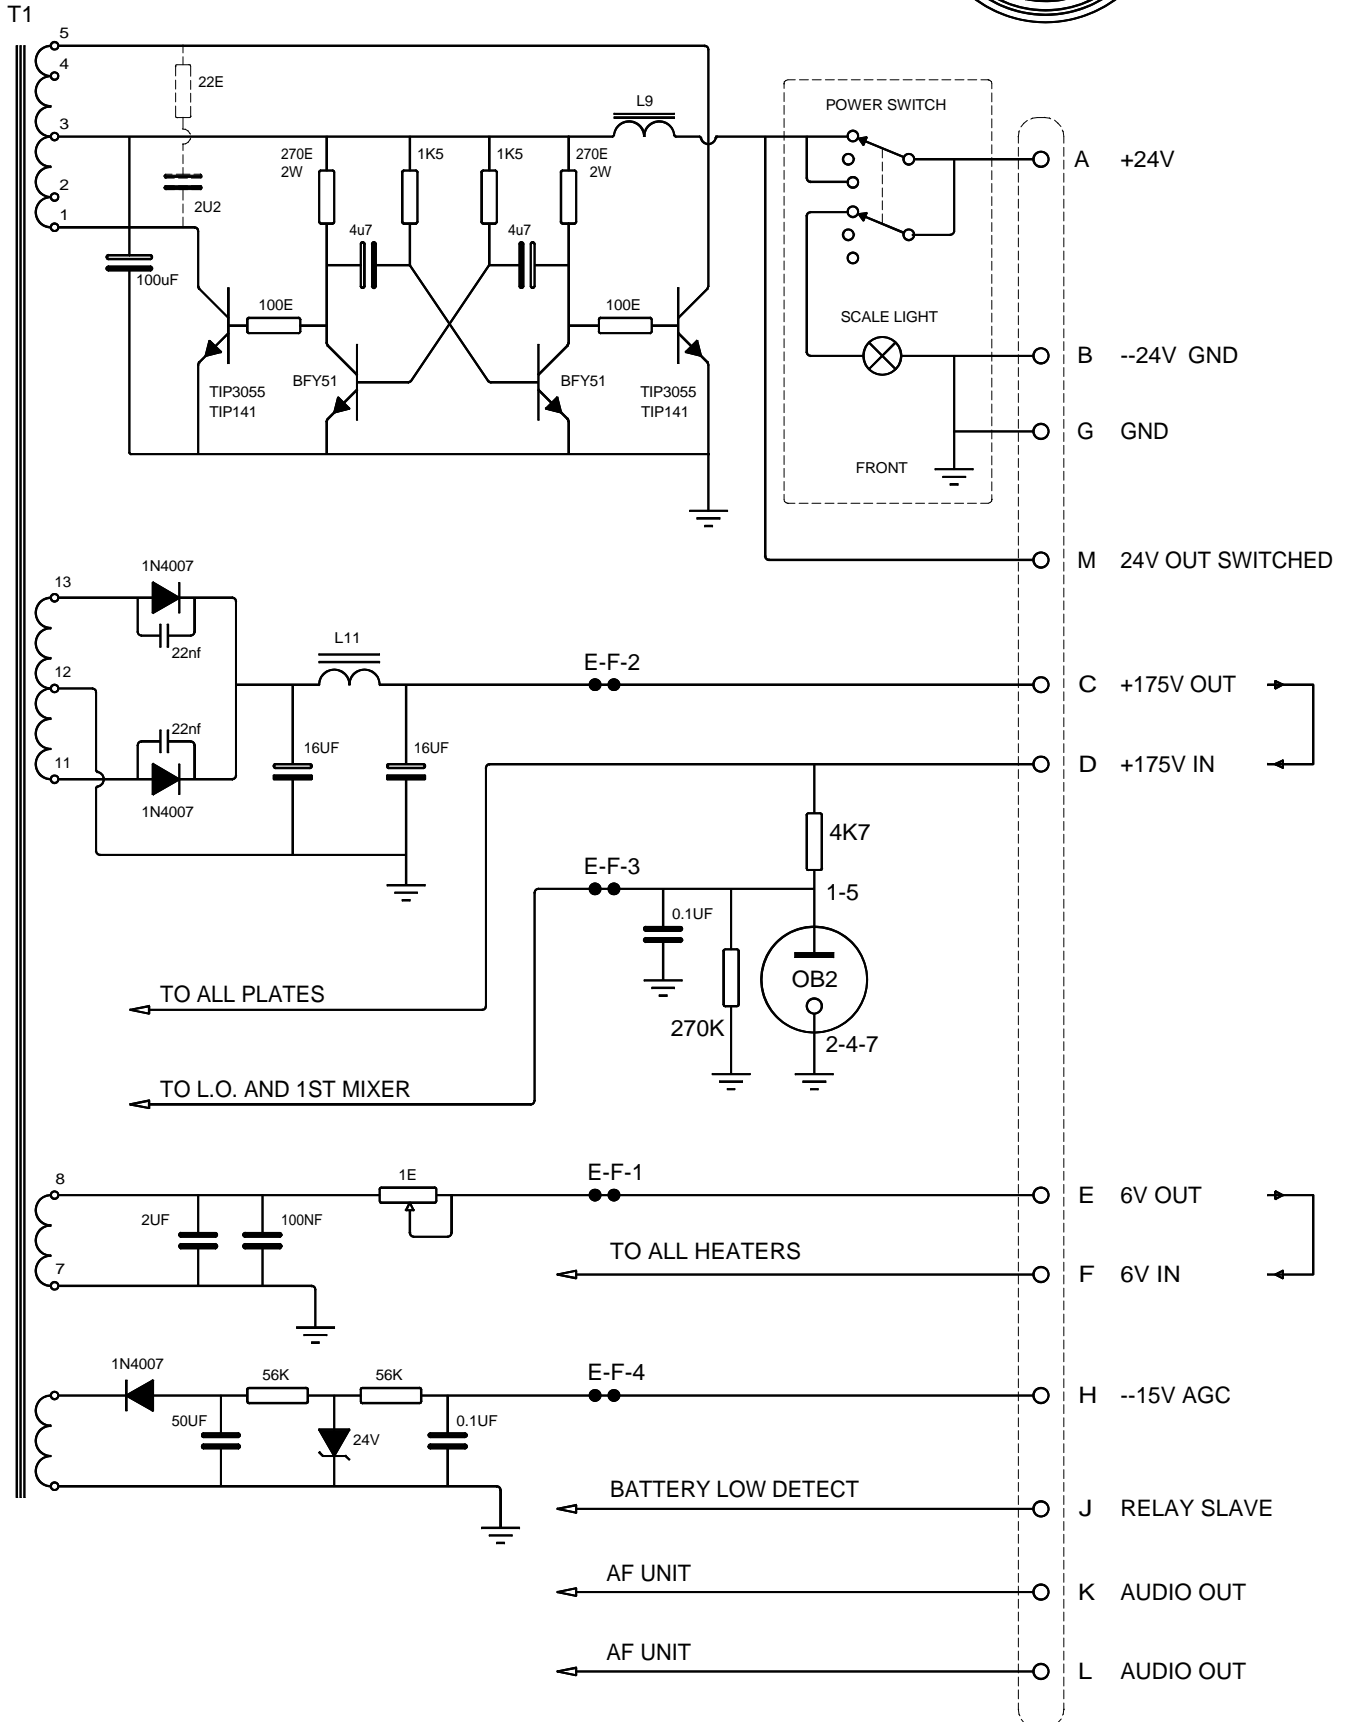 T1
5
4
22E
3
L9
POWER SWITCH
270E
2W
1K5
1K5
270E
2W
A +24V
2
2U2
1
4u7
4u7
100uF
100E
100E
SCALE LIGHT
TIP3055
TIP141
BFY51
BFY51
TIP3055
TIP141
B --24V GND
G GND
FRONT
M 24V OUT SWITCHED
1N4007
13
22nf
L11
12
E-F-2
C +175V OUT
22nf
16UF
16UF
11
D +175V IN
1N4007
4K7
E-F-3
1-5
0.1UF
OB2
TO ALL PLATES
270K
2-4-7
TO L.O. AND 1ST MIXER
8
1E
E-F-1
E 6V OUT
2UF
100NF
TO ALL HEATERS
7
F 6V IN
1N4007
56K
56K
E-F-4
H --15V AGC
50UF
24V
0.1UF
BATTERY LOW DETECT
J RELAY SLAVE
AF UNIT
K AUDIO OUT
AF UNIT
L AUDIO OUT